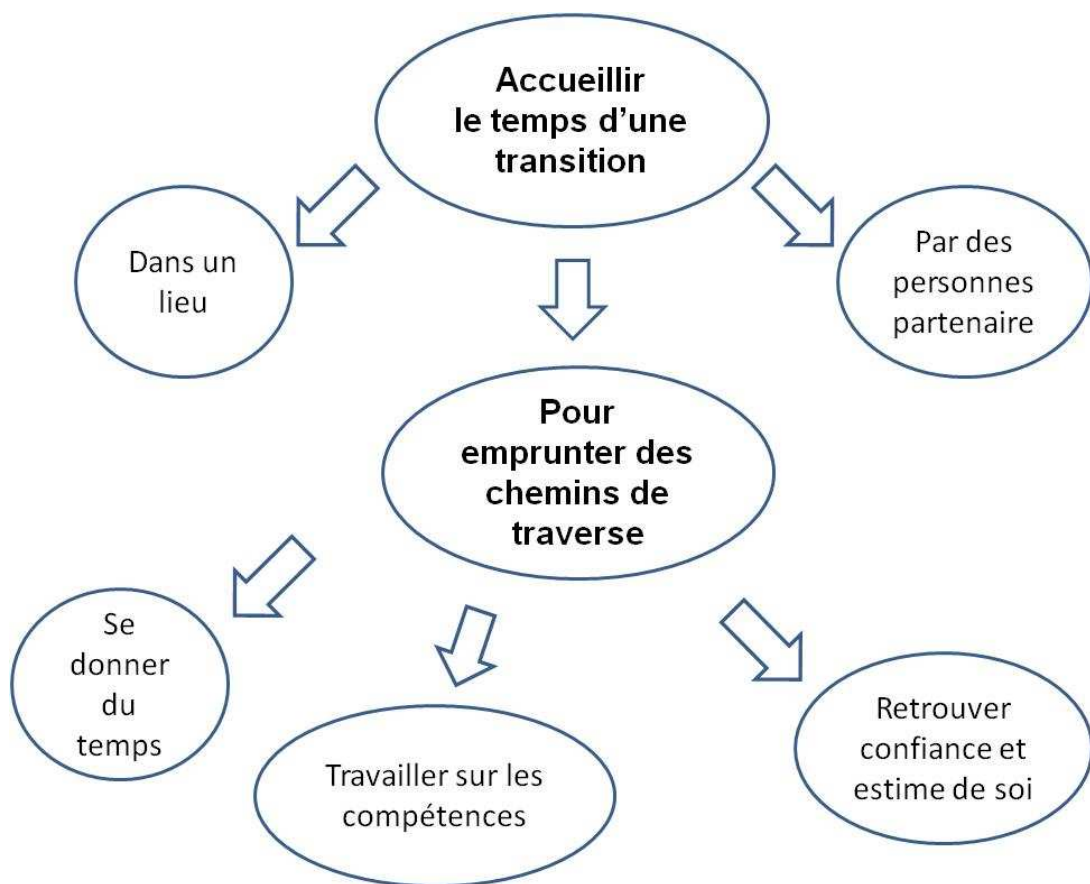 Accueillir
le temps d’une
transition
Dans un
lieu
Par des
personnes
partenaire
Pour
emprunter des
chemins de
traverse
Se
donner
du
temps
Travailler sur les
compétences
Retrouver
confiance et
estime de soi